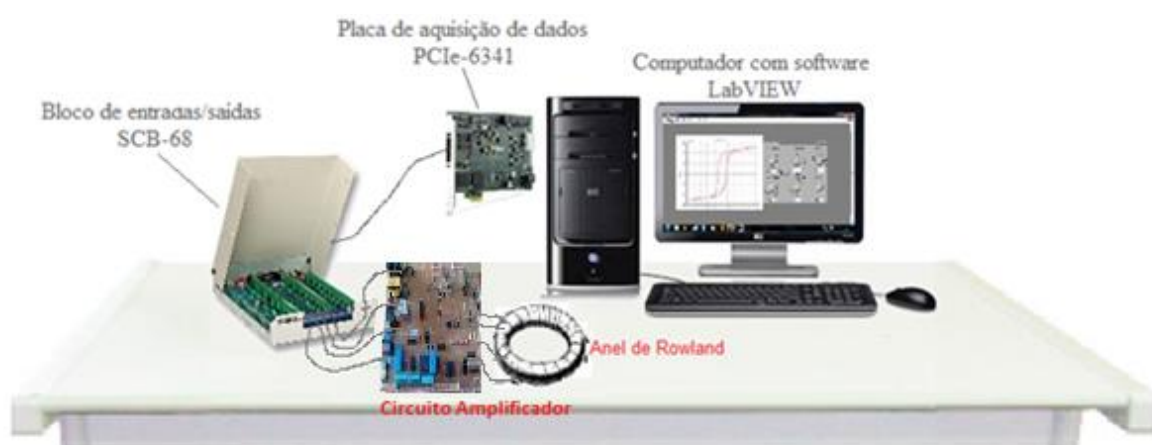 Placa de aquisição de dados
PCIe-6341
Computador com software
LabVIEW
Bloco de entradas/saídas
SCB-68
Anel de Rowland
Circuito Amplificador